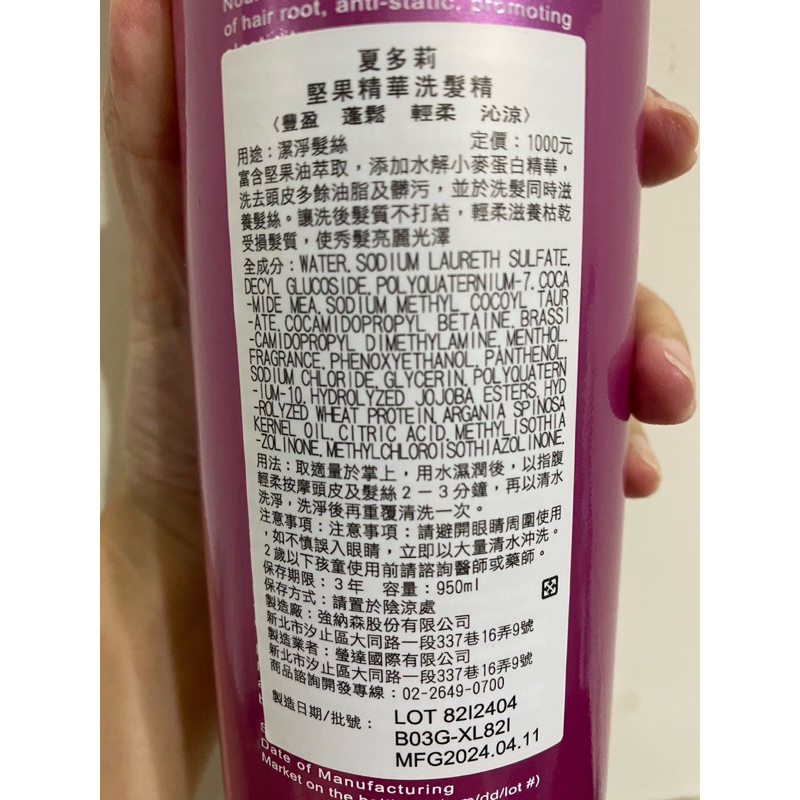 of hair root, anti-static, promoting
夏多莉
堅果精華洗髮精
〈豐盈 蓬鬆 輕柔 沁涼〉
用途：潔淨髮絲 定價：1000元
富含堅果油萃取，添加水解小麥蛋白精華，
洗去頭皮多餘油脂及髒污，並於洗髮同時滋
養髮絲。讓洗後髮質不打結，輕柔滋養枯乾
受損髮質，使秀髮亮麗光澤
全成分：WATER, SODIUM LAURETH SULFATE,
DECYL GLUCOSIDE, POLYQUATERNIUM-7, COCA
-MIDE MEA, SODIUM METHYL COCOYL TAUR
-ATE, COCAMIDOPROPYL BETAINE, BRASSI
-CAMIDOPROPYL DIMETHYLAMINE, MENTHOL,
FRAGRANCE, PHENOXYETHANOL, PANTHENOL,
SODIUM CHLORIDE, GLYCERIN, POLYQUATERN
-IUM-10, HYDROLYZED JOJOBA ESTERS, HYD
-ROLYZED WHEAT PROTEIN, ARGANIA SPINOSA
KERNEL OIL, CITRIC ACID, METHYLISOTHIA
-ZOLINONE, METHYLCHLOROISOTHIAZOLINONE,
用法：取適量於掌上，用水濕潤後，以指腹
輕柔按摩頭皮及髮絲2－3分鐘，再以清水
洗淨，洗淨後再重覆清洗一次。
注意事項：注意事項：請避開眼睛周圍使用
，如不慎誤入眼睛，立即以大量清水沖洗。
2歲以下孩童使用前請諮詢醫師或藥師。
保存期限：3年 容量：950ml
保存方式：請置於陰涼處
製造廠：強納森股份有限公司
新北市汐止區大同路一段337巷16弄9號
製造業者：瑩達國際有限公司
新北市汐止區大同路一段337巷16弄9號
商品諮詢開發專線：02-2649-0700
製造日期/批號：LOT 82I2404
B03G-XL82I
MFG2024.04.11
Date of Manufacturing
Market on the bo m/dd/lot #)